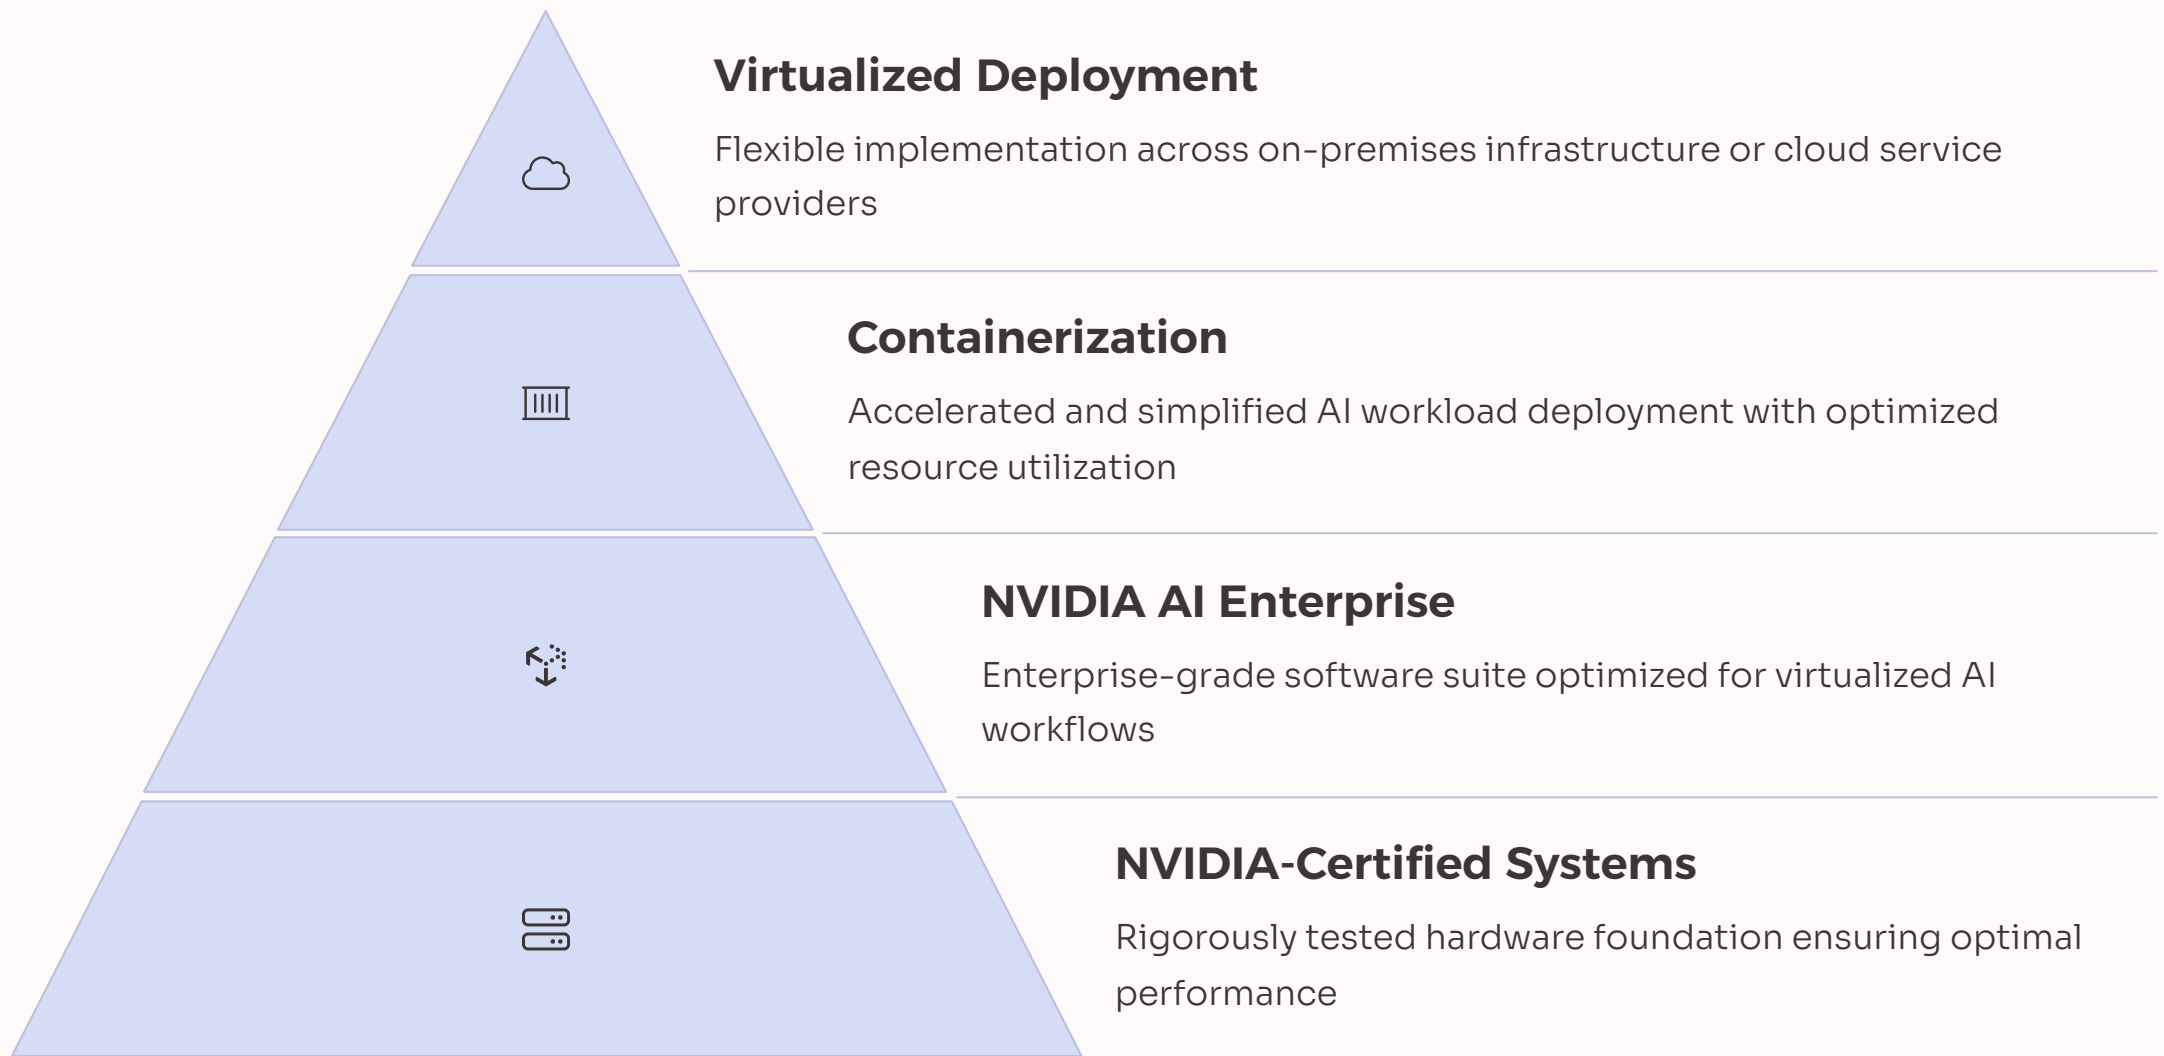 Virtualized Deployment
Flexible implementation across on-premises infrastructure or cloud service
providers
Containerization
Accelerated and simplified AI workload deployment with optimized
resource utilization
NVIDIA AI Enterprise
Enterprise-grade software suite optimized for virtualized AI
workflows
NVIDIA-Certified Systems
Rigorously tested hardware foundation ensuring optimal
performance